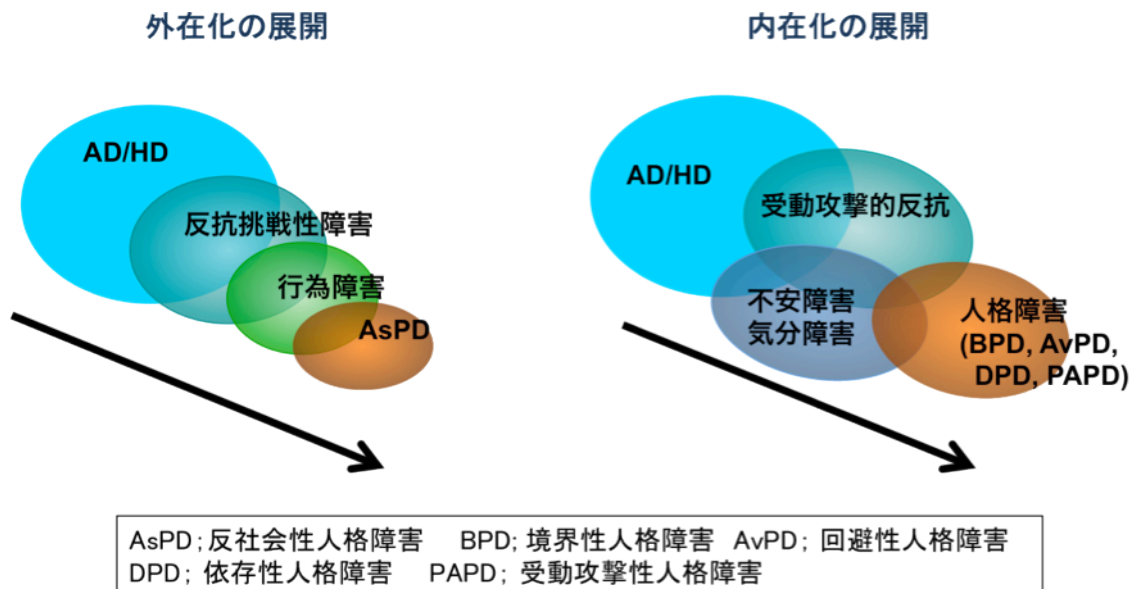 外在化の展開
AD/HD
反抗挑戦性障害
行為障害
AsPD
内在化の展開
AD/HD
受動攻撃的反抗
不安障害
気分障害
人格障害
(BPD, AvPD,
DPD, PAPD)
AsPD;反社会性人格障害 BPD; 境界性人格障害 AvPD; 回避性人格障害
DPD; 依存性人格障害 PAPD; 受動攻撃性人格障害